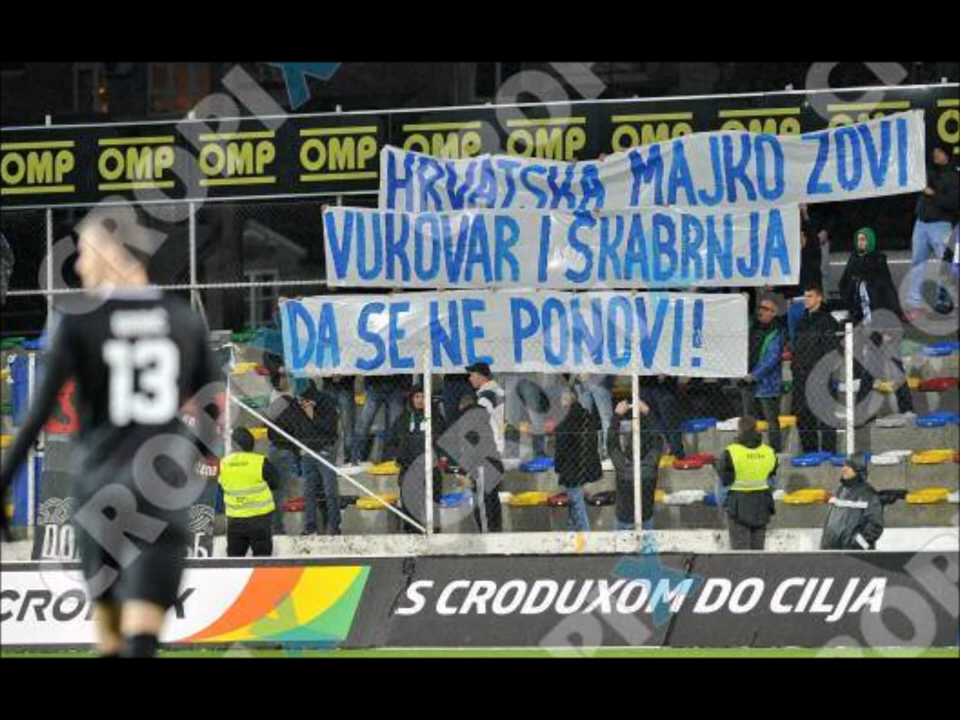 OMP OMP OMP OMP OMP OMP OMP OMP
HRVATSKA MAJKO ZOVI
VUKOVAR I ŠKABRNJA
DA SE NE PONOVI!
13
S CRODUXOM DO CILJA
CROPIX